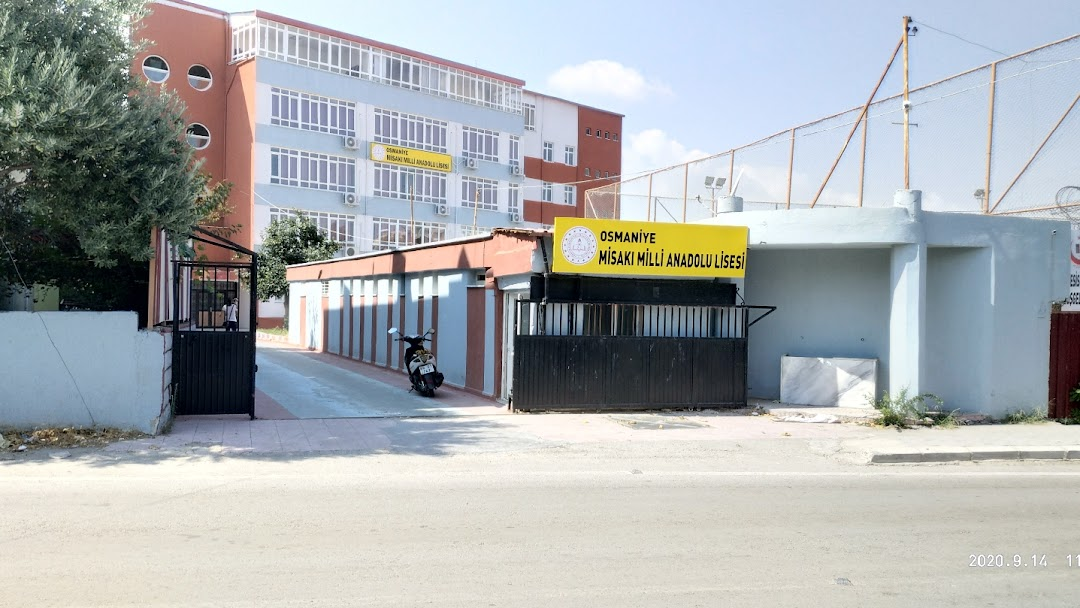 OSMANİYE
MİSAKI MİLLİ ANADOLU LİSESİ
OSMANİYE
MİSAKI MİLLİ ANADOLU LİSESİ
2020.9.14 11